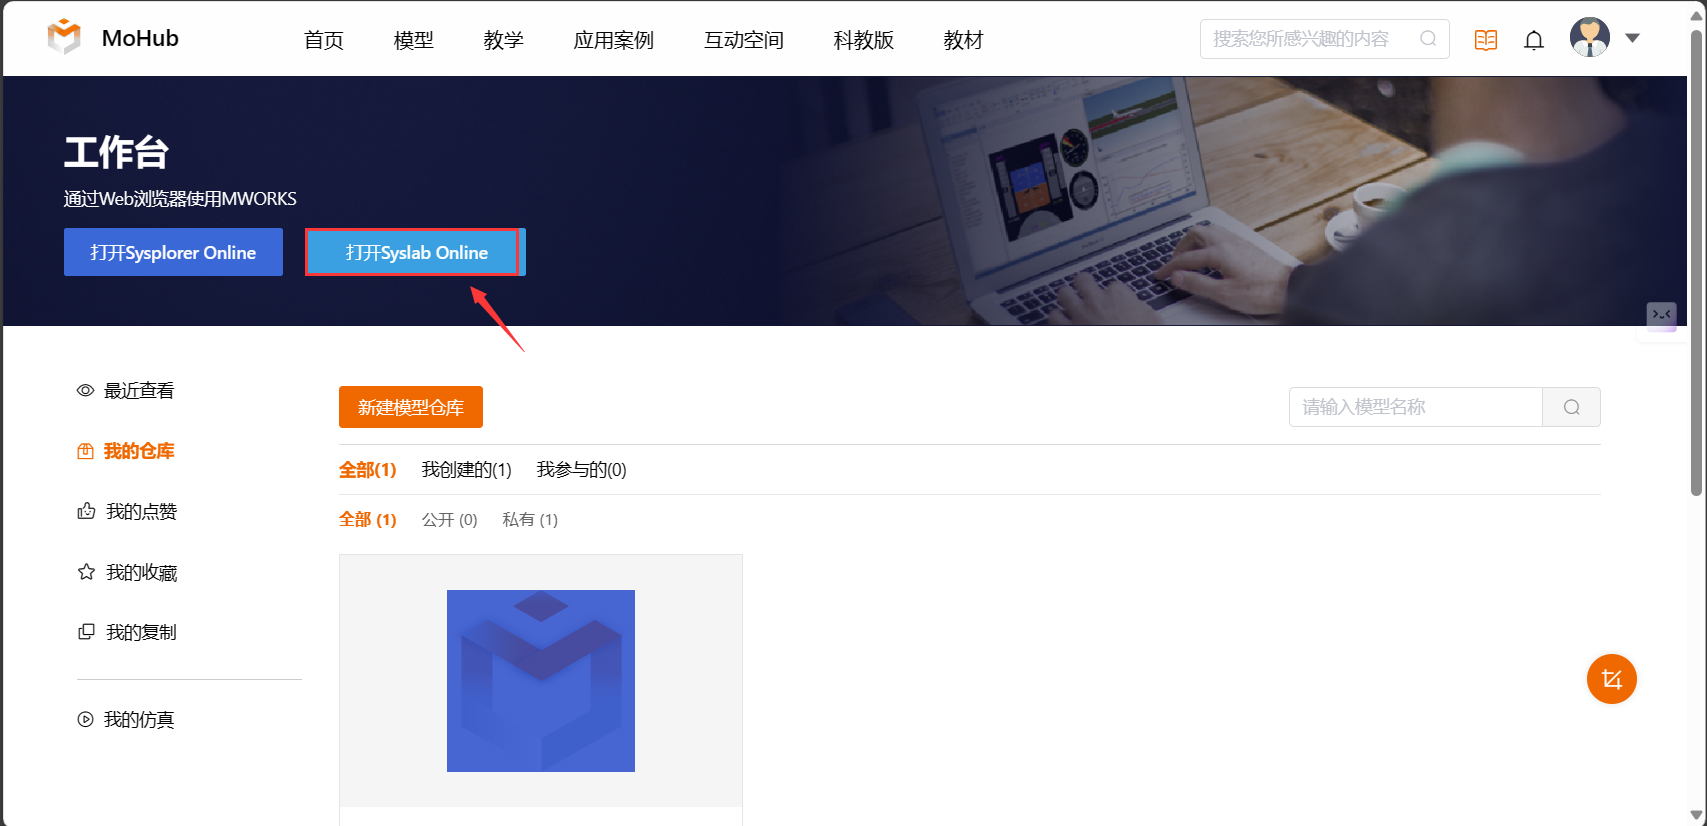 MoHub
首页 模型 教学 应用案例 互动空间 科教版 教材
搜索您所感兴趣的内容
工作台
通过Web浏览器使用MWORKS
打开Sysplorer Online 打开Syslab Online
最近查看
我的仓库
我的点赞
我的收藏
我的复制
我的仿真
新建模型仓库
请输入模型名称
全部(1) 我创建的(1) 我参与的(0)
全部 (1) 公开 (0) 私有 (1)